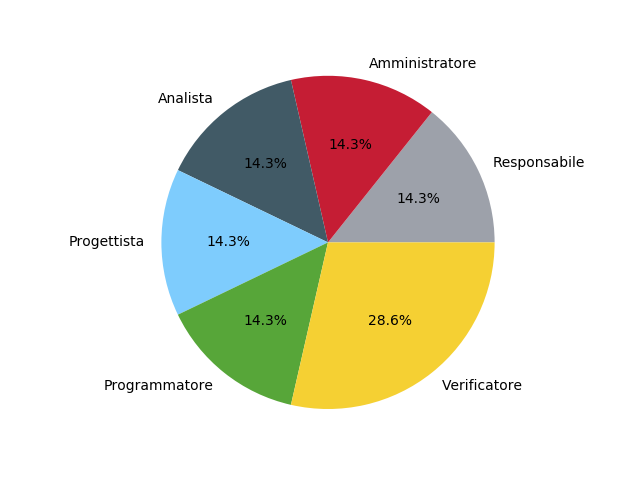 Amministratore
Analista
14.3%
14.3%
Responsabile
14.3%
Progettista
14.3%
14.3%
28.6%
Programmatore
Verificatore